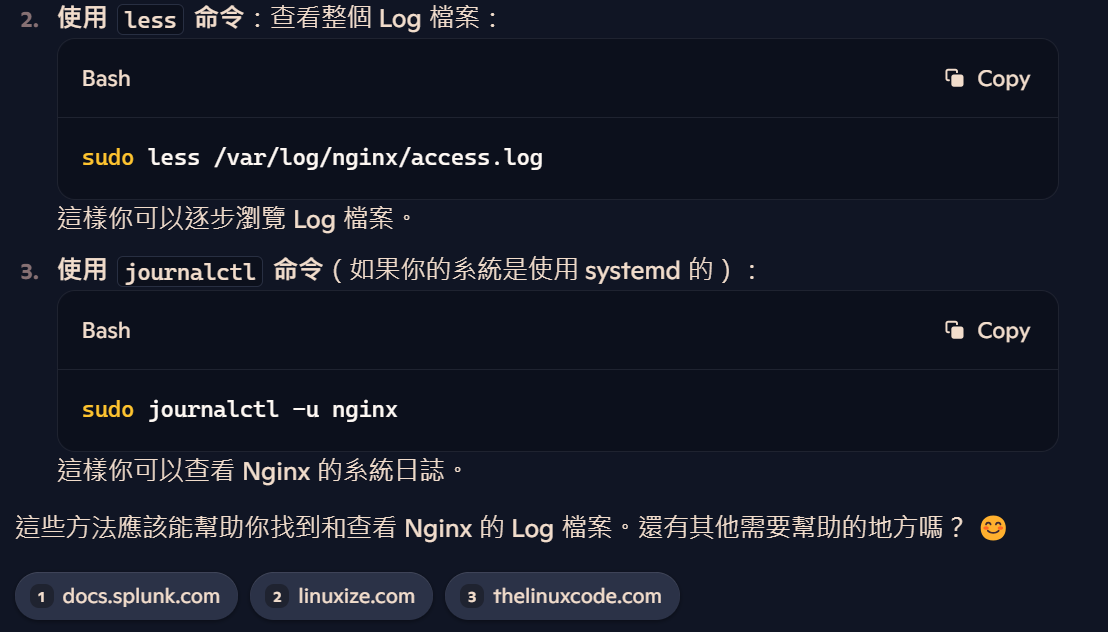 2. 使用 less 命令：查看整個 Log 檔案：
Bash
Copy
sudo less /var/log/nginx/access.log
這樣你可以逐步瀏覽 Log 檔案。
3. 使用 journalctl 命令（如果你的系統是使用 systemd 的）：
Bash
Copy
sudo journalctl -u nginx
這樣你可以查看 Nginx 的系統日誌。
這些方法應該能幫助你找到和查看 Nginx 的 Log 檔案。還有其他需要幫助的地方嗎？ 😊
1 docs.splunk.com 2 linuxize.com 3 thelinuxcode.com